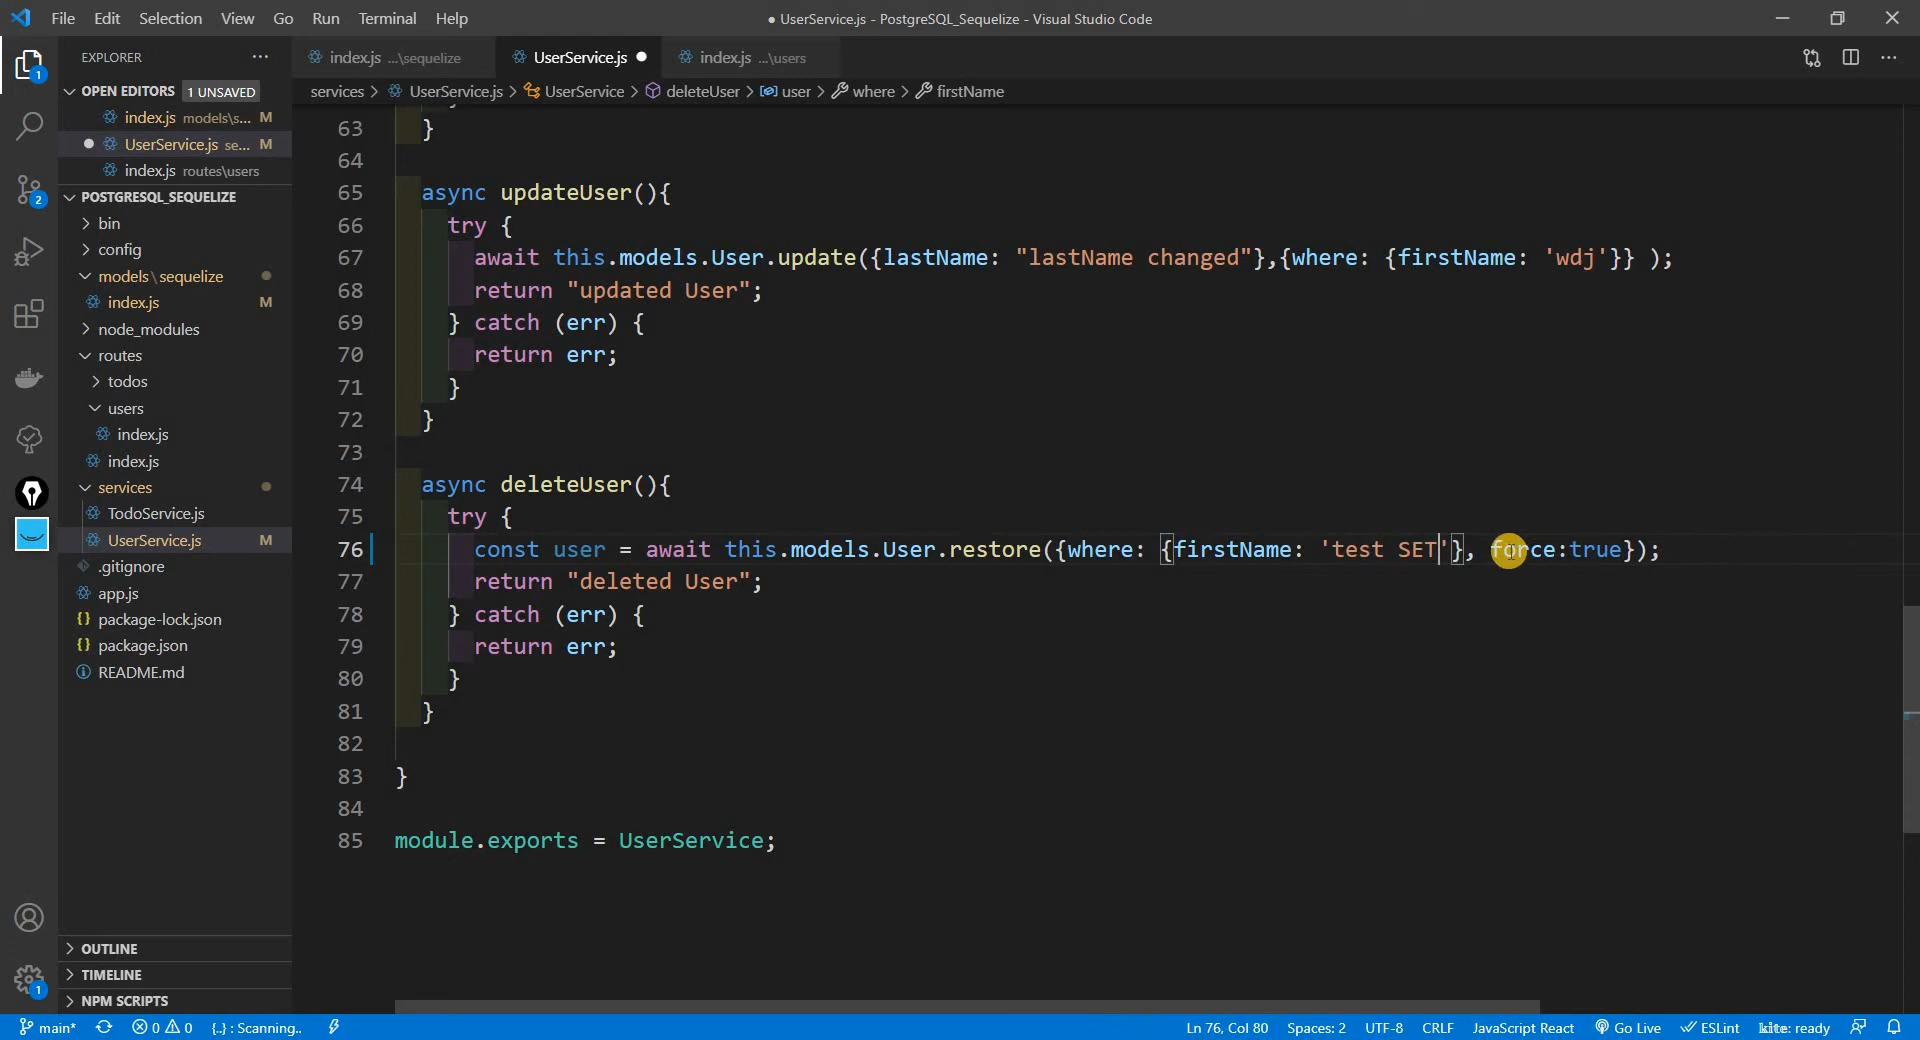 File Edit Selection View Go Run Terminal Help
● UserService.js - PostgreSQL_Sequelize - Visual Studio Code
EXPLORER
index.js ...\sequelize
UserService.js
index.js ...\users
OPEN EDITORS 1 UNSAVED
services > UserService.js > UserService > deleteUser > user > where > firstName
index.js models\s... M
UserService.js se... M
index.js routes\users
POSTGRESQL_SEQUELIZE
bin
config
models \ sequelize
index.js M
node_modules
routes
todos
users
index.js
index.js
services
TodoService.js
UserService.js M
.gitignore
app.js
package-lock.json
package.json
README.md
OUTLINE
TIMELINE
NPM SCRIPTS
63 }
64
65 async updateUser(){
66 try {
67 await this.models.User.update({lastName: "lastName changed"},{where: {firstName: 'wdj'}} );
68 return "updated User";
69 } catch (err) {
70 return err;
71 }
72 }
73
74 async deleteUser(){
75 try {
76 const user = await this.models.User.restore({where: {firstName: 'test SET'}, force:true});
77 return "deleted User";
78 } catch (err) {
79 return err;
80 }
81 }
82
83 }
84
85 module.exports = UserService;
1
2
1
main* 0 0 {..} : Scanning.. Ln 76, Col 80 Spaces: 2 UTF-8 CRLF JavaScript React Go Live ESLint kite: ready